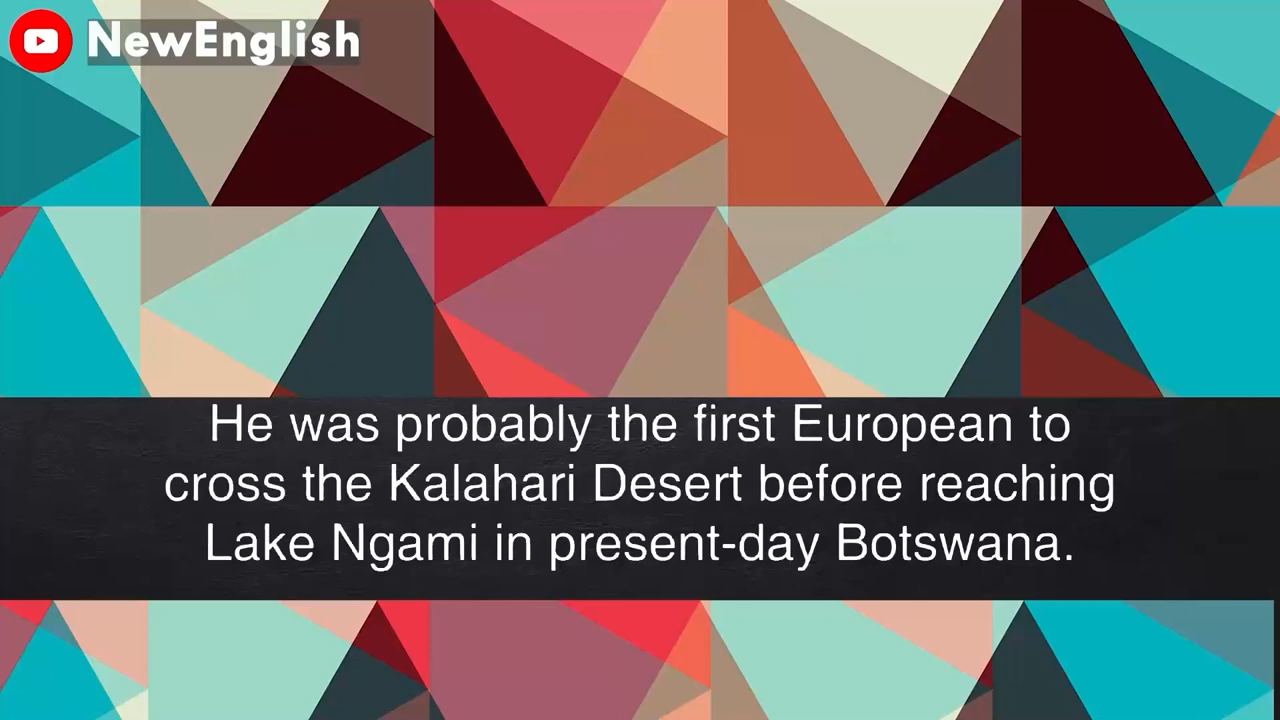 NewEnglish
He was probably the first European to
cross the Kalahari Desert before reaching
Lake Ngami in present-day Botswana.